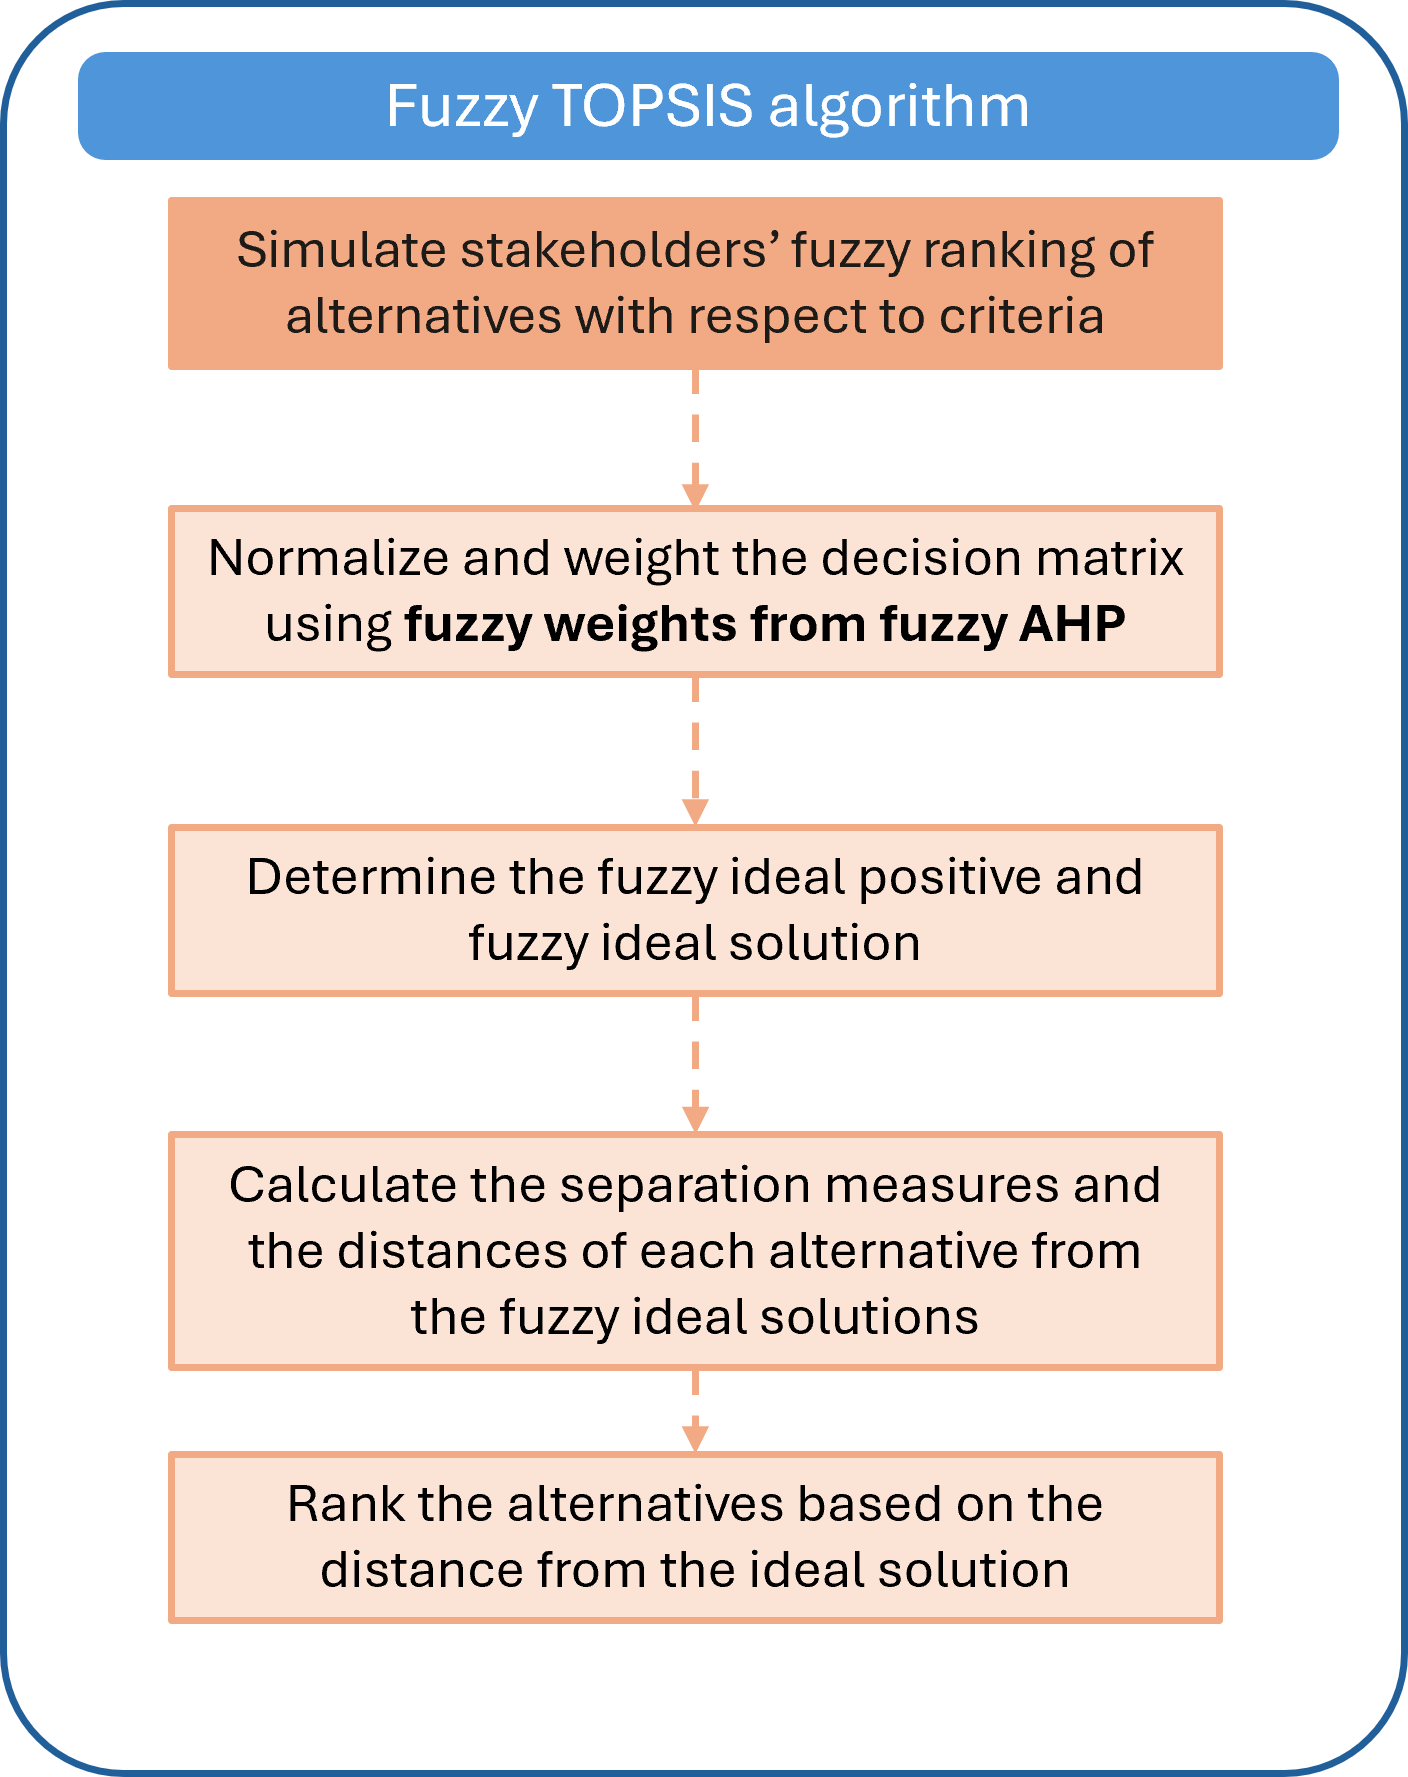 Fuzzy TOPSIS algorithm
Simulate stakeholders’ fuzzy ranking of
alternatives with respect to criteria
Normalize and weight the decision matrix
using fuzzy weights from fuzzy AHP
Determine the fuzzy ideal positive and
fuzzy ideal solution
Calculate the separation measures and
the distances of each alternative from
the fuzzy ideal solutions
Rank the alternatives based on the
distance from the ideal solution